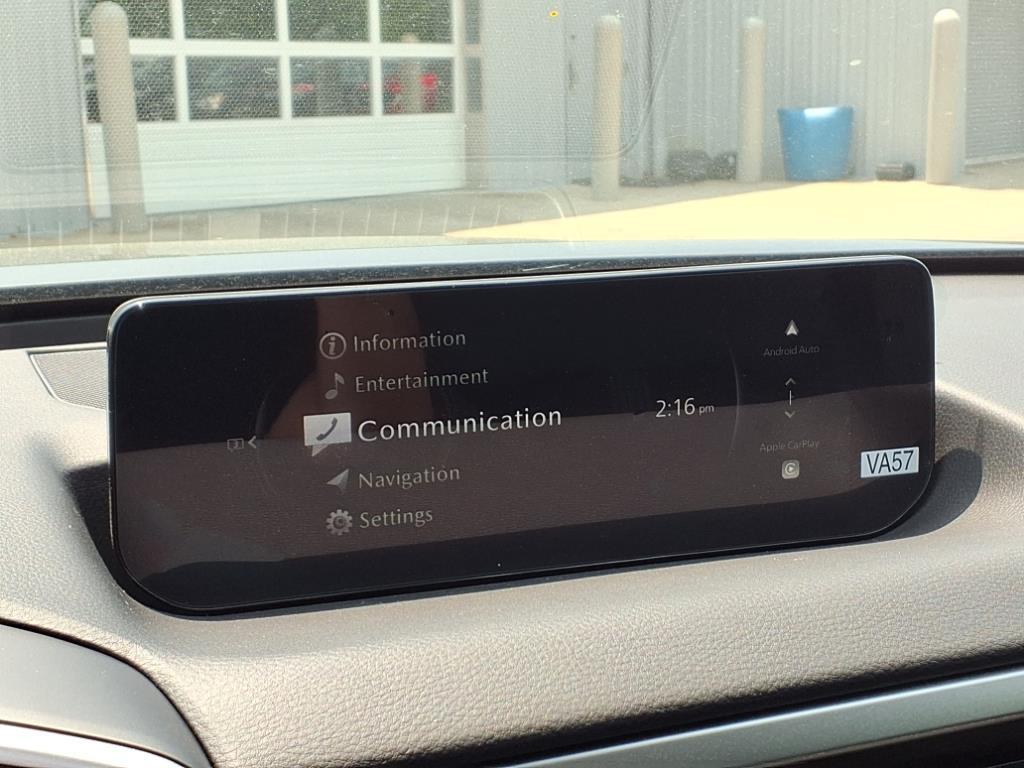 Information
Entertainment
Communication
Navigation
Settings
2:16 pm
Android Auto
Apple CarPlay
VA57